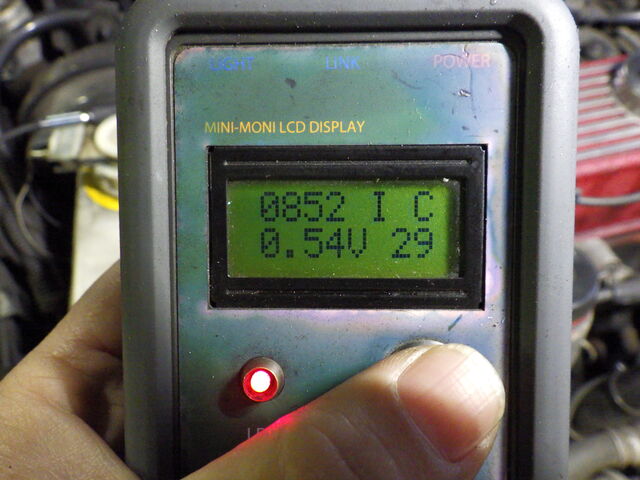 LIGHT LINK POWER
MINI-MONI LCD DISPLAY
0852 I C
0.54V 29